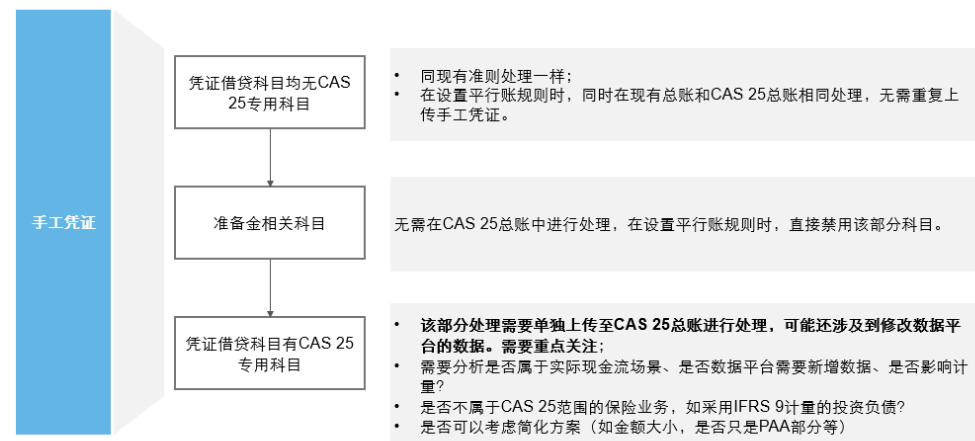 手工凭证
凭证借贷科目均无CAS
25专用科目
• 同现有准则处理一样；
• 在设置平行账规则时，同时在现有总账和CAS 25总账相同处理，无需重复上
传手工凭证。
准备金相关科目
无需在CAS 25总账中进行处理，在设置平行账规则时，直接禁用该部分科目。
凭证借贷科目有CAS 25
专用科目
• 该部分处理需要单独上传至CAS 25总账进行处理，可能还涉及到修改数据平
台的数据。需要重点关注；
• 需要分析是否属于实际现金流场景、是否数据平台需要新增数据、是否影响计
量？
• 是否不属于CAS 25范围的保险业务，如采用IFRS 9计量的投资负债？
• 是否可以考虑简化方案（如金额大小，是否只是PAA部分等）